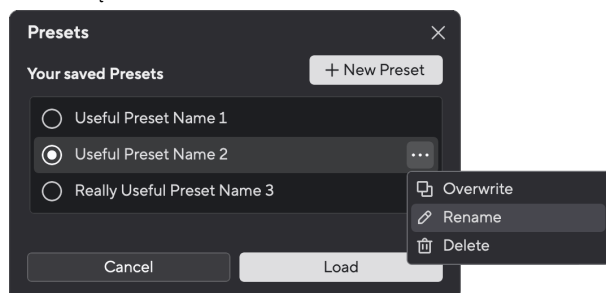 Presets
Your saved Presets
+ New Preset
Useful Preset Name 1
Useful Preset Name 2
Really Useful Preset Name 3
Overwrite
Rename
Delete
Cancel
Load